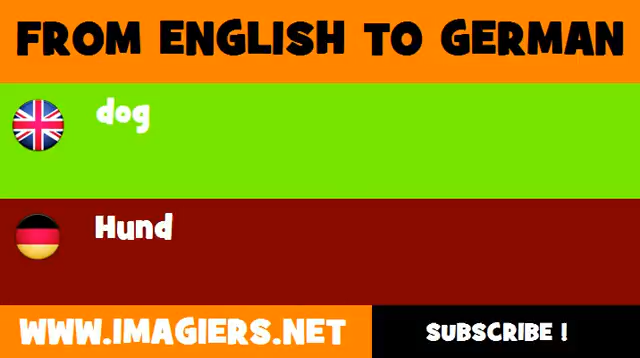 FROM ENGLISH TO GERMAN
dog
Hund
WWW.IMAGIERS.NET
SUBSCRIBE !